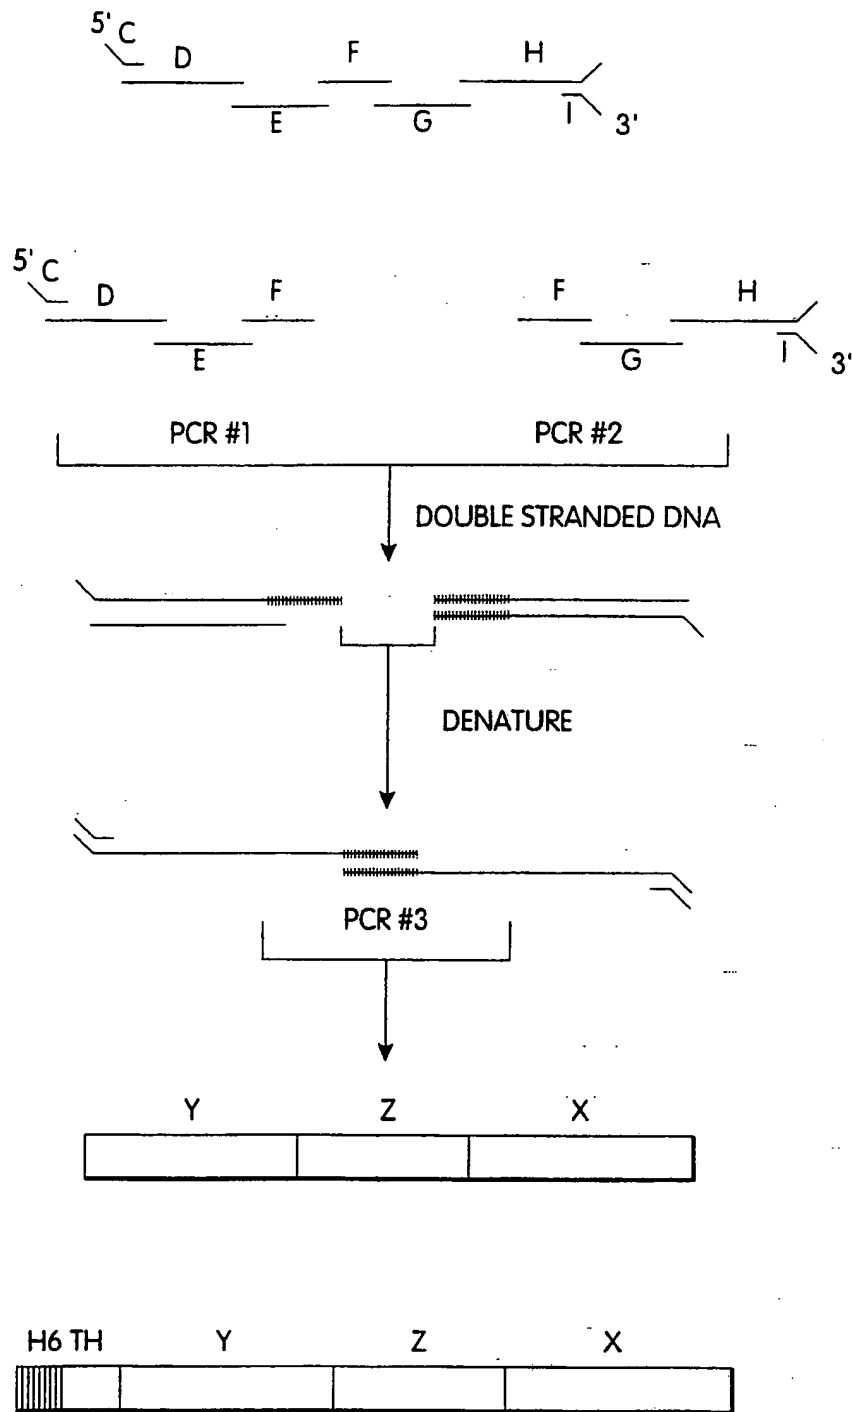 5' C D F H
E G I 3'
5' C D F F H
E G I 3'
PCR #1 PCR #2
DOUBLE STRANDED DNA
DENATURE
PCR #3
Y Z X
H6 TH Y Z X